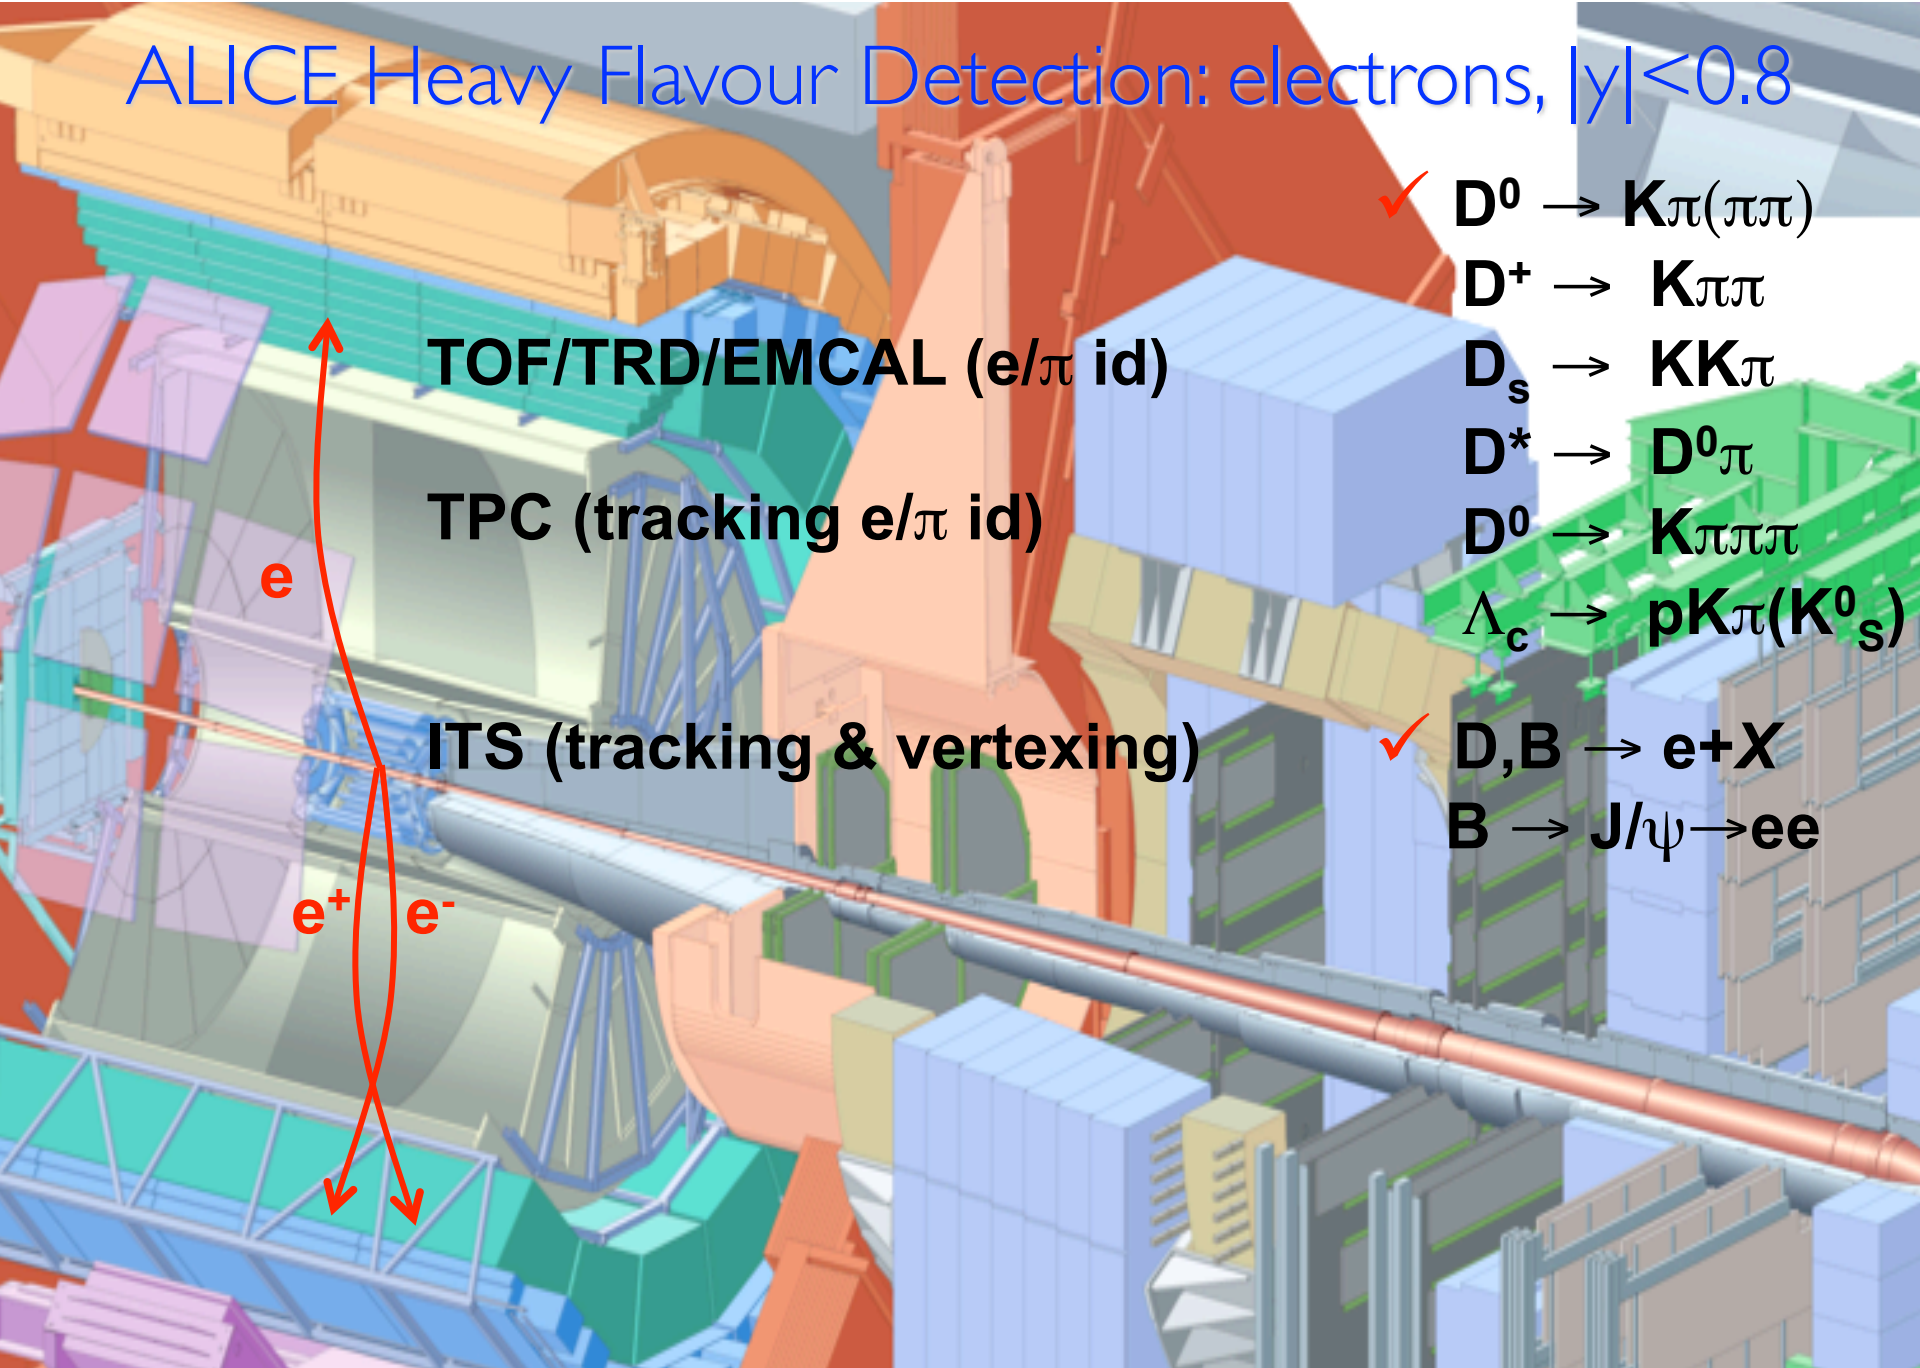 ALICE Heavy Flavour Detection: electrons, |y|<0.8
✓ D⁰ → Kπ(ππ)
D⁺ → Kππ
TOF/TRD/EMCAL (e/π id)
Dₛ → KKπ
D* → D⁰π
TPC (tracking e/π id)
D⁰ → Kπππ
e
Λc → pKπ(K⁰S)
ITS (tracking & vertexing)
✓ D,B → e+X
B → J/ψ→ee
e⁺ e⁻